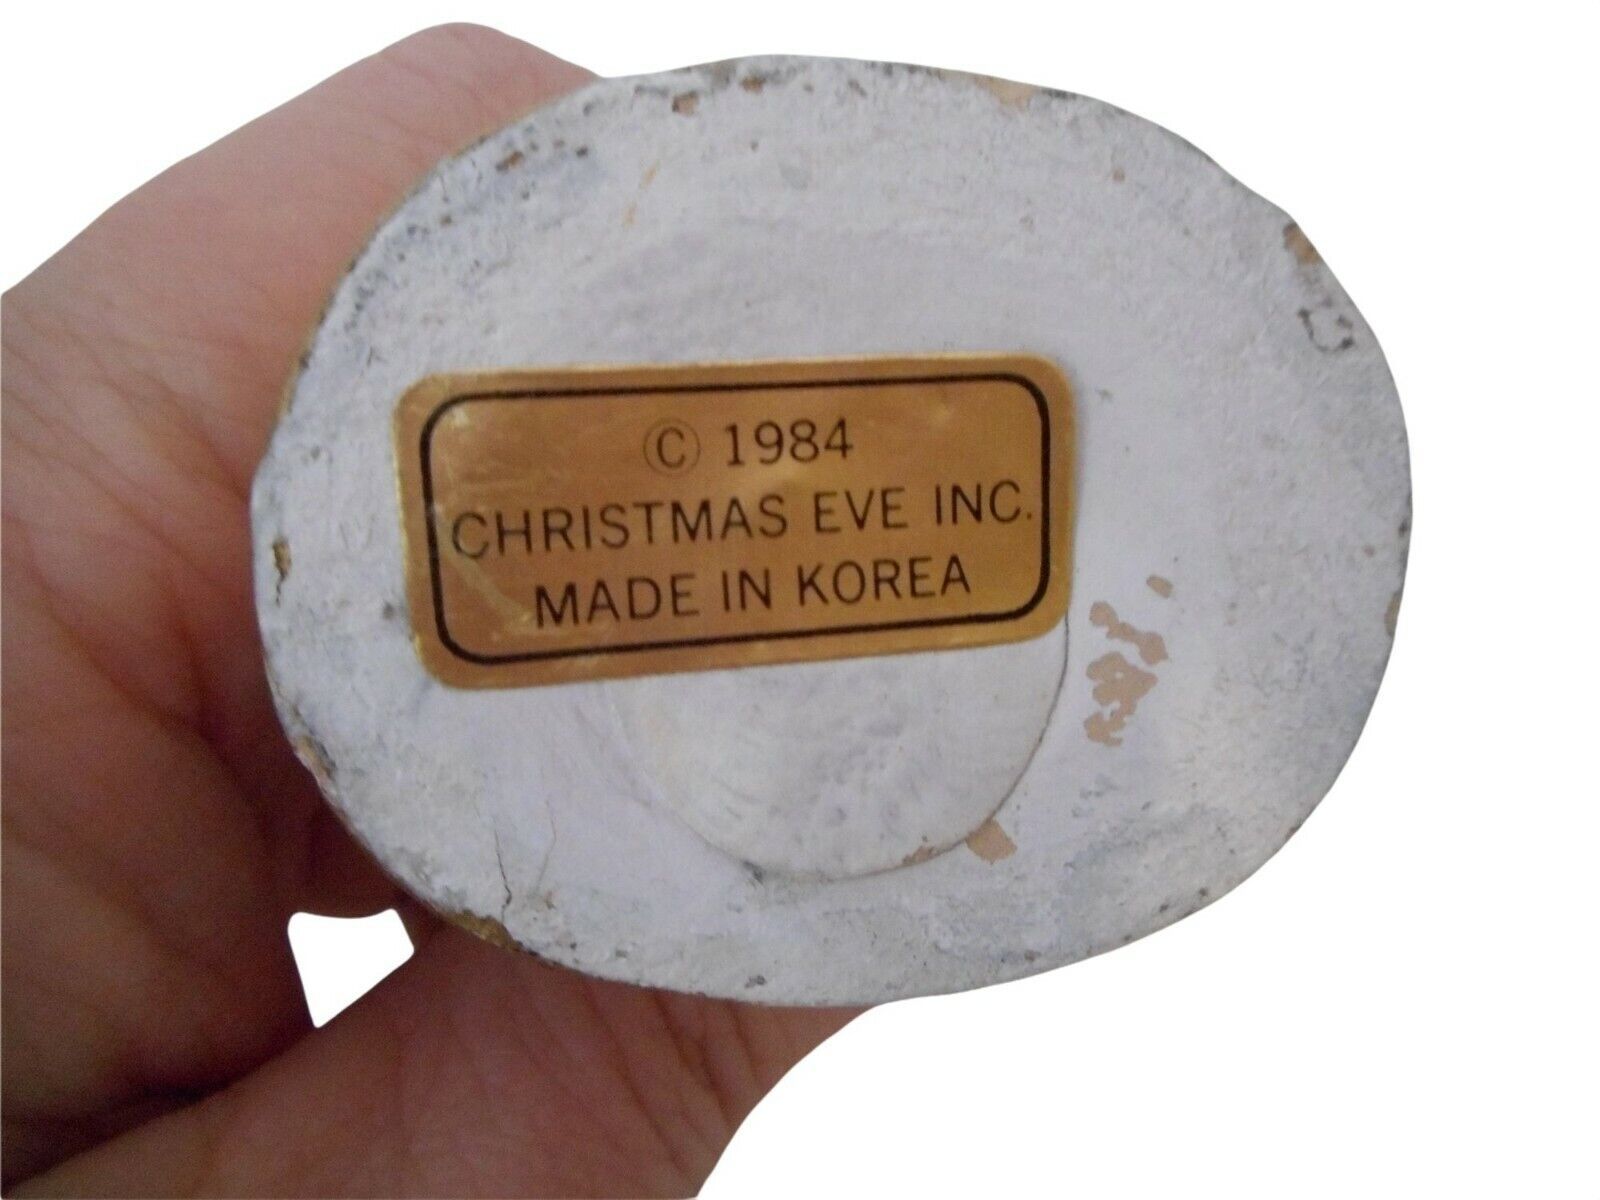 © 1984
CHRISTMAS EVE INC.
MADE IN KOREA